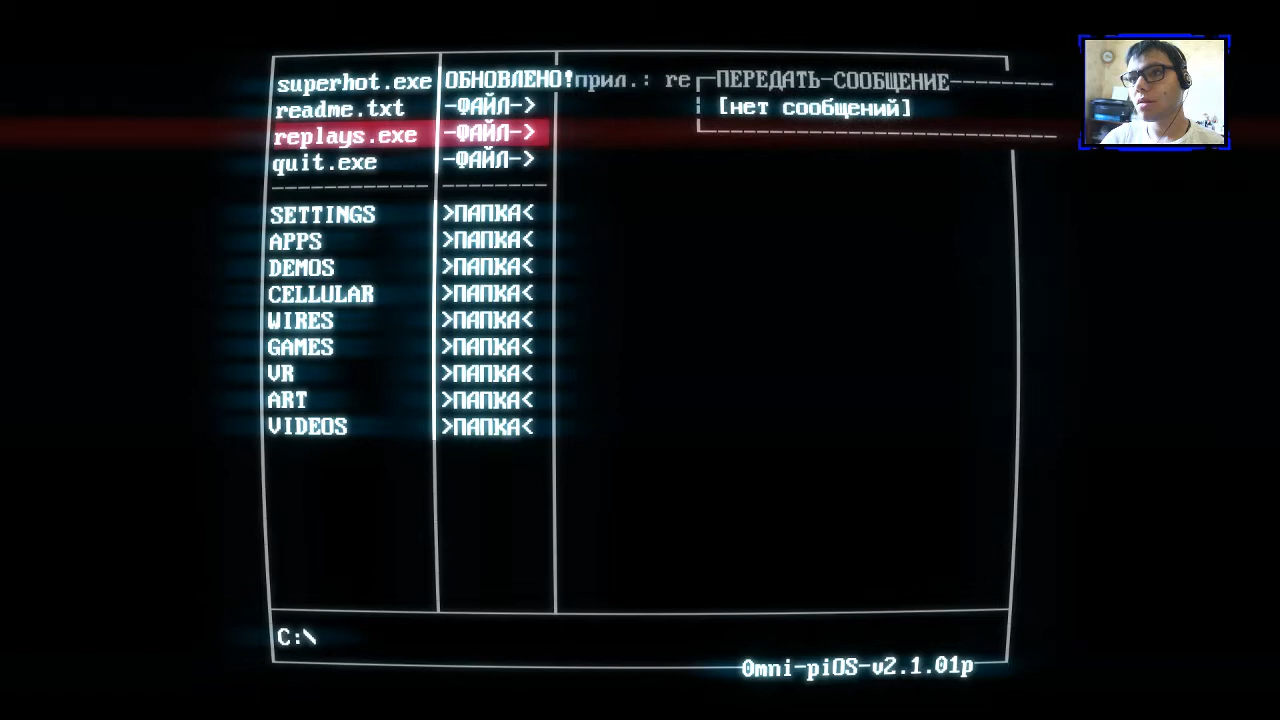 superhot.exe ОБНОВЛЕНО! прил.: re ПЕРЕДАТЬ-СООБЩЕНИЕ
readme.txt -ФАЙЛ-> [нет сообщений]
replays.exe -ФАЙЛ->
quit.exe -ФАЙЛ->
SETTINGS >ПАПКА<
APPS >ПАПКА<
DEMOS >ПАПКА<
CELLULAR >ПАПКА<
WIRES >ПАПКА<
GAMES >ПАПКА<
VR >ПАПКА<
ART >ПАПКА<
VIDEOS >ПАПКА<
C:\
0mni-piOS-v2.1.01p